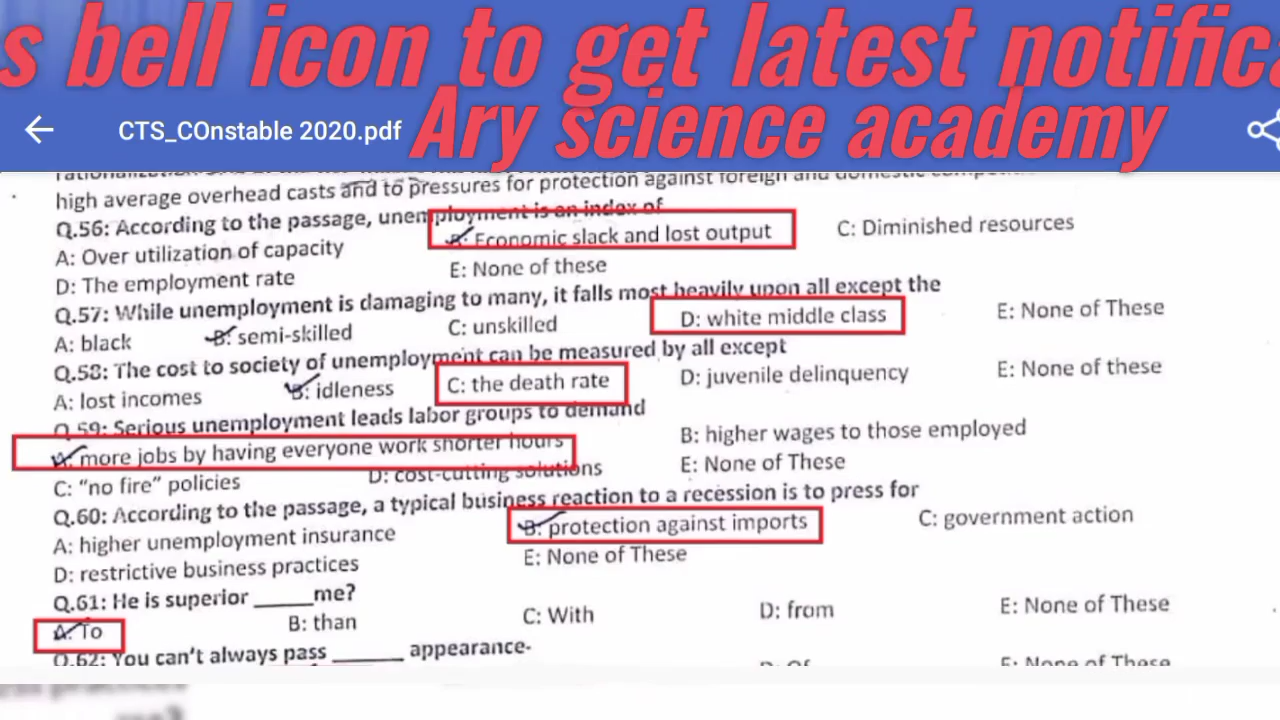 s bell icon to get latest notifica
CTS_COnstable 2020.pdf Ary science academy
high average overhead casts and to pressures for protection against foreign and domestic
Q.56: According to the passage, unemployment is an index of
A: Over utilization of capacity B: Economic slack and lost output C: Diminished resources
D: The employment rate E: None of these
Q.57: While unemployment is damaging to many, it falls most heavily upon all except the
A: black B: semi-skilled C: unskilled D: white middle class E: None of These
Q.58: The cost to society of unemployment can be measured by all except
A: lost incomes B: idleness C: the death rate D: juvenile delinquency E: None of these
Q.59: Serious unemployment leads labor groups to demand
A: more jobs by having everyone work shorter hours B: higher wages to those employed
C: "no fire" policies D: cost-cutting solutions E: None of These
Q.60: According to the passage, a typical business reaction to a recession is to press for
A: higher unemployment insurance B: protection against imports C: government action
D: restrictive business practices E: None of These
Q.61: He is superior _____me?
A: To B: than C: With D: from E: None of These
Q.62: You can't always pass ______ appearance-
D: Of E: None of These
me?